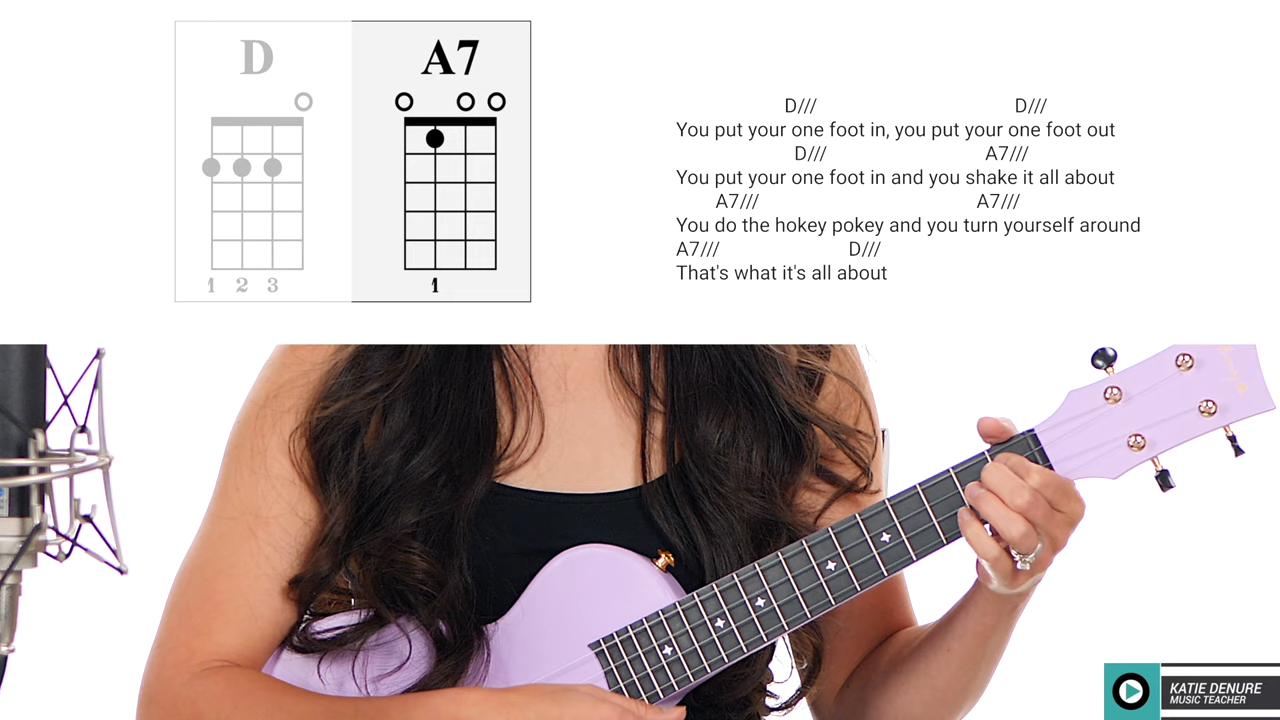 D
A7
1 2 3
1
D/// D///
You put your one foot in, you put your one foot out
D/// A7///
You put your one foot in and you shake it all about
A7/// A7///
You do the hokey pokey and you turn yourself around
A7/// D///
That's what it's all about
KATIE DENURE
MUSIC TEACHER